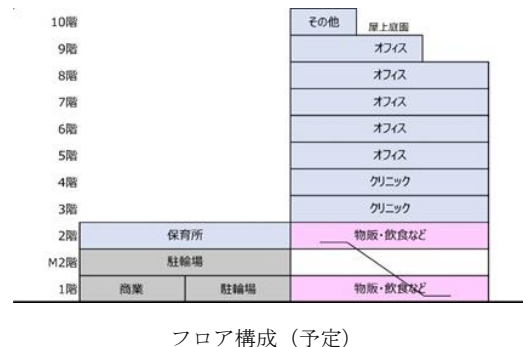 10階 その他 屋上庭園
9階 オフィス
8階 オフィス
7階 オフィス
6階 オフィス
5階 オフィス
4階 クリニック
3階 クリニック
2階 保育所 物販・飲食など
M2階 駐輪場
1階 商業 駐輪場 物販・飲食など
フロア構成（予定）